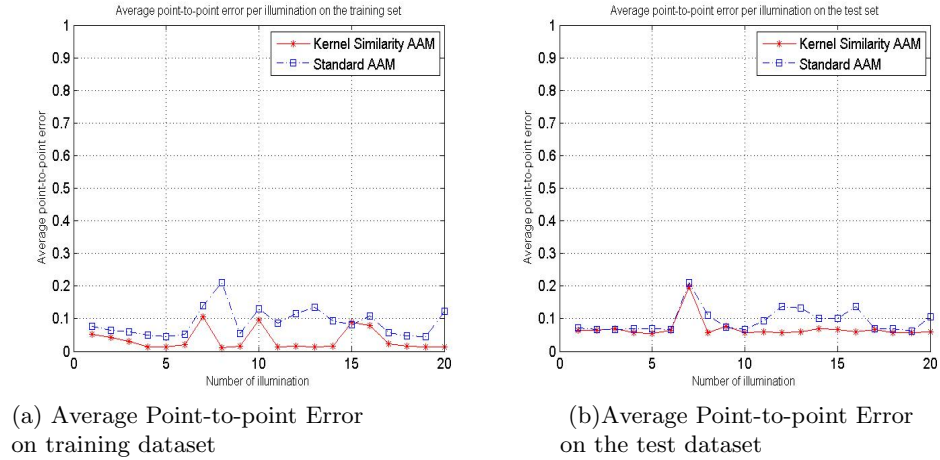 Average point-to-point error per illumination on the training set
1
0.9
0.8
0.7
0.6
0.5
0.4
0.3
0.2
0.1
0
0
5
10
15
20
Average point-to-point error
Number of illumination
Kernel Similarity AAM
Standard AAM
(a) Average Point-to-point Error
on training dataset
Average point-to-point error per illumination on the test set
1
0.9
0.8
0.7
0.6
0.5
0.4
0.3
0.2
0.1
0
0
5
10
15
20
Average point-to-point error
Number of illumination
Kernel Similarity AAM
Standard AAM
(b)Average Point-to-point Error
on the test dataset